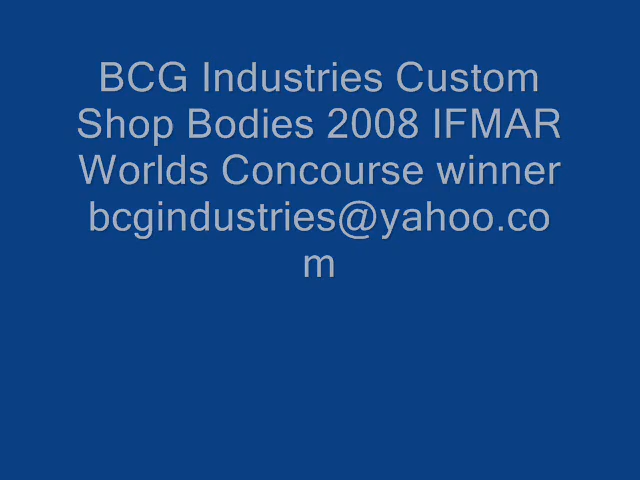 BCG Industries Custom
Shop Bodies 2008 IFMAR
Worlds Concourse winner
bcgindustries@yahoo.co
m